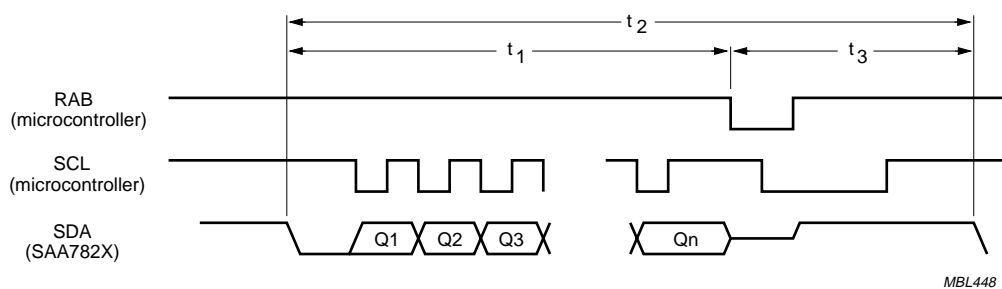 t2
t1
t3
RAB
(microcontroller)
SCL
(microcontroller)
SDA
(SAA782X)
Q1 Q2 Q3 Qn
MBL448